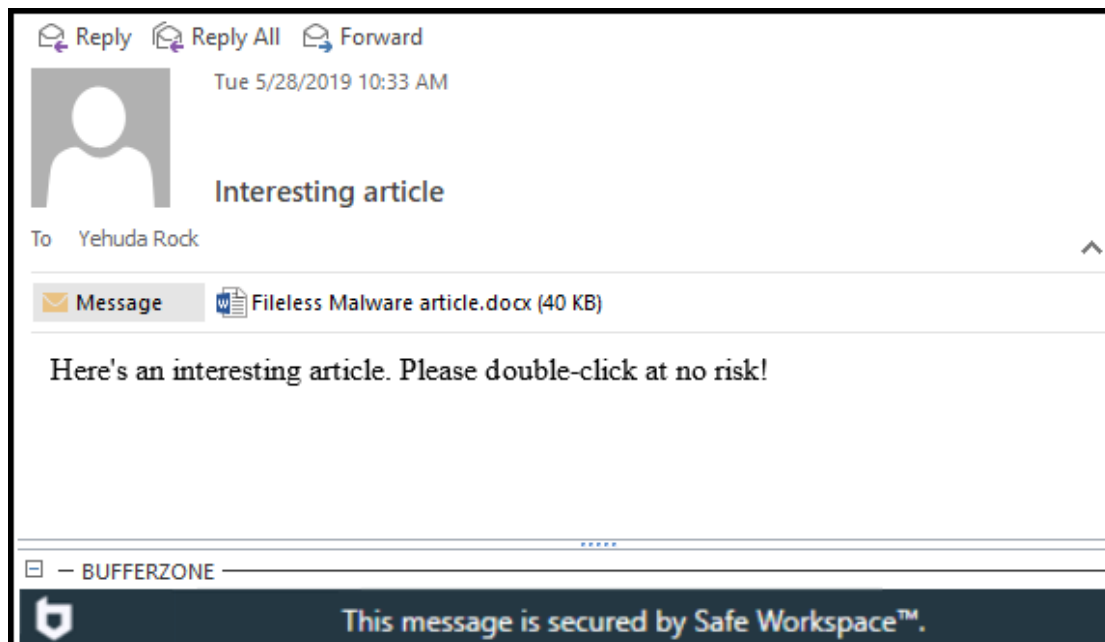 Reply Reply All Forward
Tue 5/28/2019 10:33 AM
Interesting article
To Yehuda Rock
Message Fileless Malware article.docx (40 KB)
Here's an interesting article. Please double-click at no risk!
BUFFERZONE
This message is secured by Safe Workspace™.